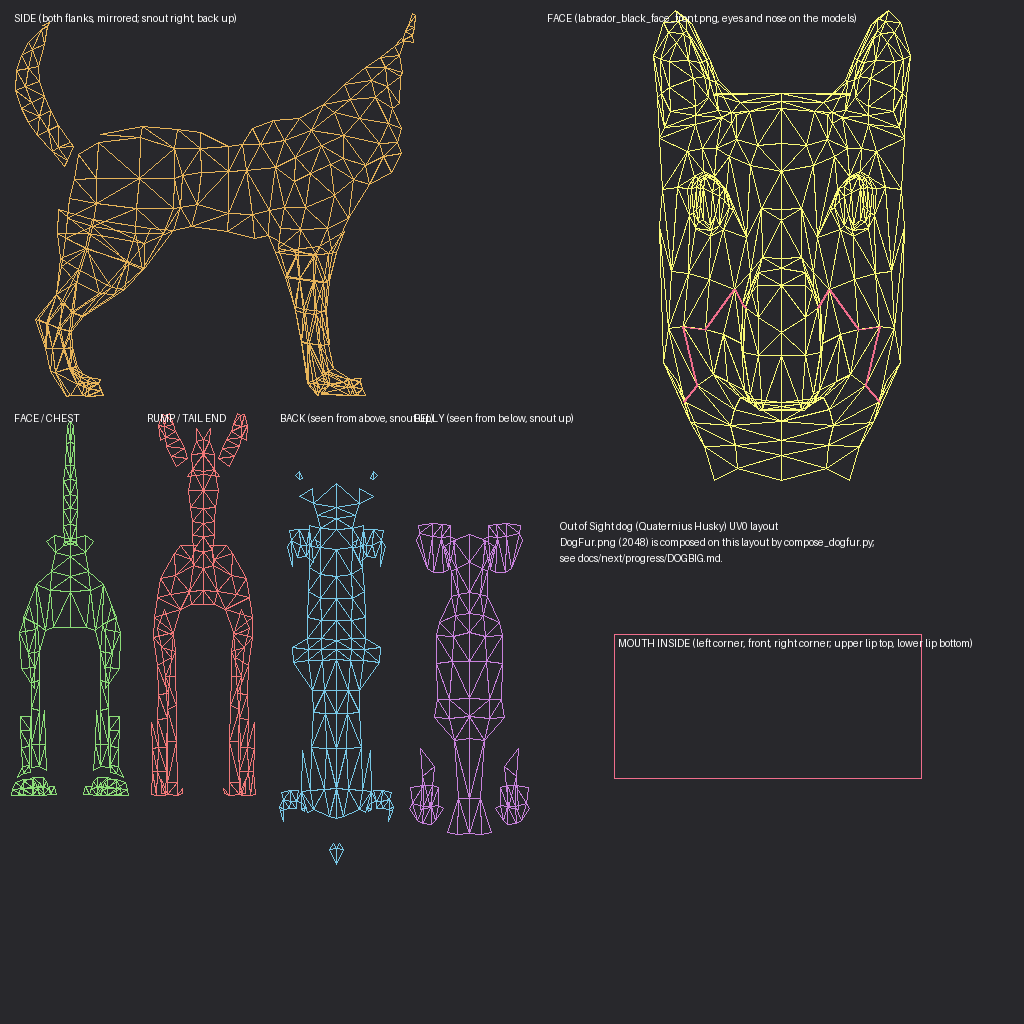 SIDE (both flanks, mirrored; snout right, back up)
FACE (labrador_black_face_front.png, eyes and nose on the models)
FACE / CHEST
RUMP / TAIL END
BACK (seen from above, snout up)
BELLY (seen from below, snout up)
Out of Sight dog (Quaternius Husky) UV0 layout
DogFur.png (2048) is composed on this layout by compose_dogfur.py;
see docs/next/progress/DOGBIG.md.
MOUTH INSIDE (left corner, front, right corner; upper lip top, lower lip bottom)